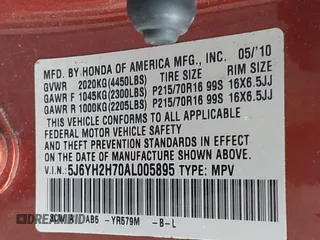 MFD. BY HONDA OF AMERICA MFG., INC. 05/'10
GVWR 2020KG(4450LBS) TIRE SIZE RIM SIZE
GAWR F 1045KG(2300LBS) P215/70R16 99S 16X6.5JJ
GAWR R 1000KG(2205LBS) P215/70R16 99S 16X6.5JJ
THIS VEHICLE CONFORMS TO ALL APPLICABLE
FEDERAL MOTOR VEHICLE SAFETY, BUMPER,
AND THEFT PREVENTION STANDARDS IN EFFECT
ON THE DATE OF MANUFACTURE SHOWN ABOVE.
V.I.N: 5J6YH2H70AL005895 TYPE: MPV
-YR579M -B-L
DREAMBID